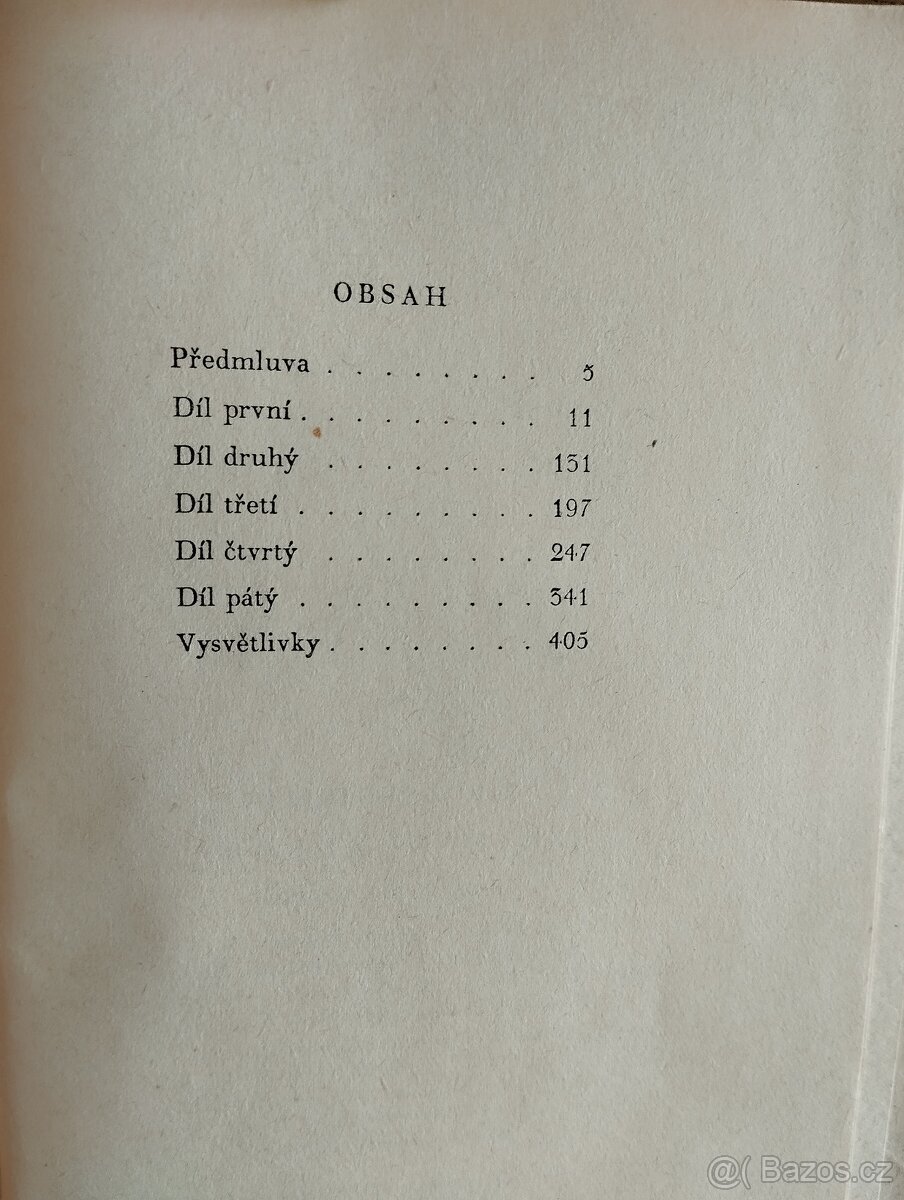 OBSAH
Předmluva . . . . . . . . 5
Díl první . . . . . . . . . 11
Díl druhý . . . . . . . . 131
Díl třetí . . . . . . . . . 197
Díl čtvrtý . . . . . . . . 247
Díl pátý . . . . . . . . . 341
Vysvětlivky . . . . . . . . 405
@( Bazos.cz